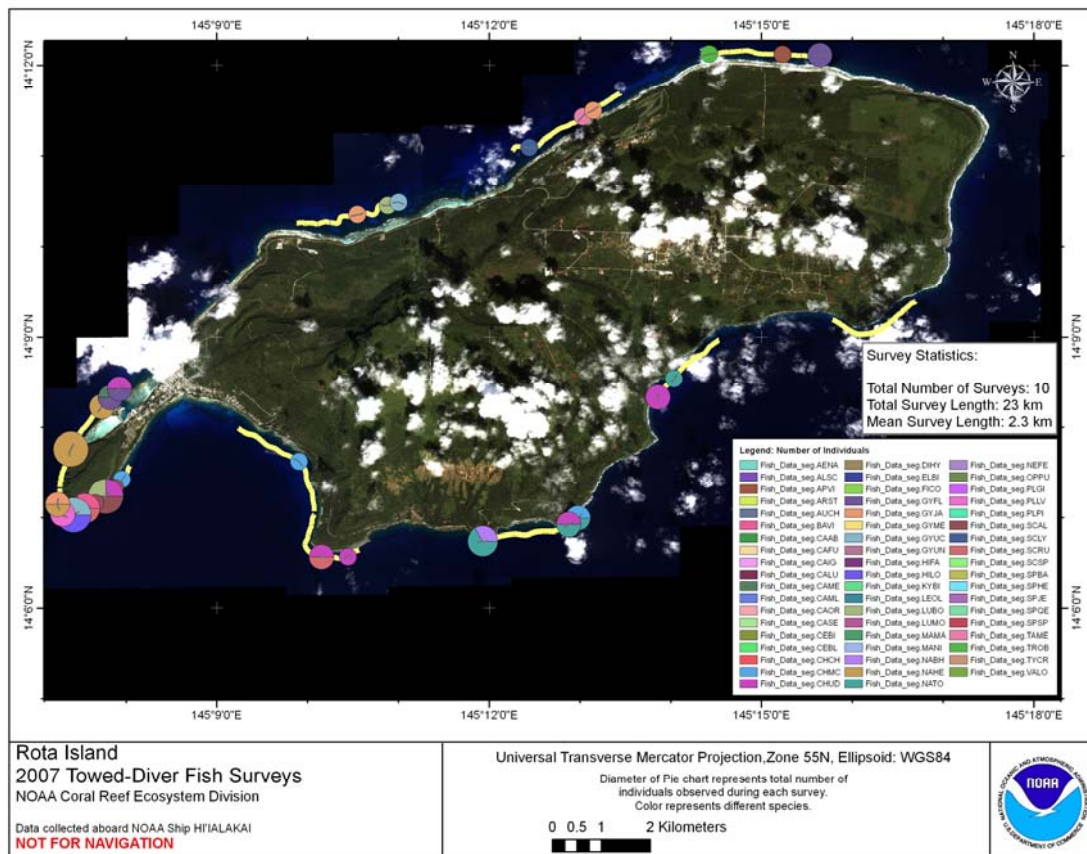 145°9'0"E 145°12'0"E 145°15'0"E 145°18'0"E
14°12'0"N 14°12'0"N
N
W E
S
14°9'0"N 14°9'0"N
Survey Statistics:
Total Number of Surveys: 10
Total Survey Length: 23 km
Mean Survey Length: 2.3 km
Legend: Number of Individuals
Fish_Data_seg.AENA Fish_Data_seg.DIHY Fish_Data_seg.NEFE
Fish_Data_seg.ALSC Fish_Data_seg.ELBI Fish_Data_seg.OPPU
Fish_Data_seg.APVI Fish_Data_seg.FICO Fish_Data_seg.PLGI
Fish_Data_seg.ARST Fish_Data_seg.GYFL Fish_Data_seg.PLLV
Fish_Data_seg.AUCH Fish_Data_seg.GYJA Fish_Data_seg.PLPI
Fish_Data_seg.BAVI Fish_Data_seg.GYME Fish_Data_seg.SCAL
Fish_Data_seg.CAAB Fish_Data_seg.GYUC Fish_Data_seg.SCLY
Fish_Data_seg.CAFU Fish_Data_seg.GYUN Fish_Data_seg.SCRU
Fish_Data_seg.CAIG Fish_Data_seg.HIFA Fish_Data_seg.SCSP
Fish_Data_seg.CALU Fish_Data_seg.HILO Fish_Data_seg.SPBA
Fish_Data_seg.CAME Fish_Data_seg.KYBI Fish_Data_seg.SPHE
Fish_Data_seg.CAML Fish_Data_seg.LEOL Fish_Data_seg.SPJE
Fish_Data_seg.CAOR Fish_Data_seg.LUBO Fish_Data_seg.SPQE
Fish_Data_seg.CASE Fish_Data_seg.LUMO Fish_Data_seg.SPSP
Fish_Data_seg.CEBI Fish_Data_seg.MAMA Fish_Data_seg.TAME
Fish_Data_seg.CEBL Fish_Data_seg.MANI Fish_Data_seg.TROB
Fish_Data_seg.CHCH Fish_Data_seg.NABH Fish_Data_seg.TYCR
Fish_Data_seg.CHMC Fish_Data_seg.NAHE Fish_Data_seg.VALO
Fish_Data_seg.CHUD Fish_Data_seg.NATO
14°6'0"N 14°6'0"N
145°9'0"E 145°12'0"E 145°15'0"E 145°18'0"E
Rota Island
2007 Towed-Diver Fish Surveys
NOAA Coral Reef Ecosystem Division
Data collected aboard NOAA Ship HI'IALAKAI
NOT FOR NAVIGATION
Universal Transverse Mercator Projection,Zone 55N, Ellipsoid: WGS84
Diameter of Pie chart represents total number of
individuals observed during each survey.
Color represents different species.
0 0.5 1 2 Kilometers
NATIONAL OCEANIC AND ATMOSPHERIC ADMINISTRATION
NOAA
U.S. DEPARTMENT OF COMMERCE